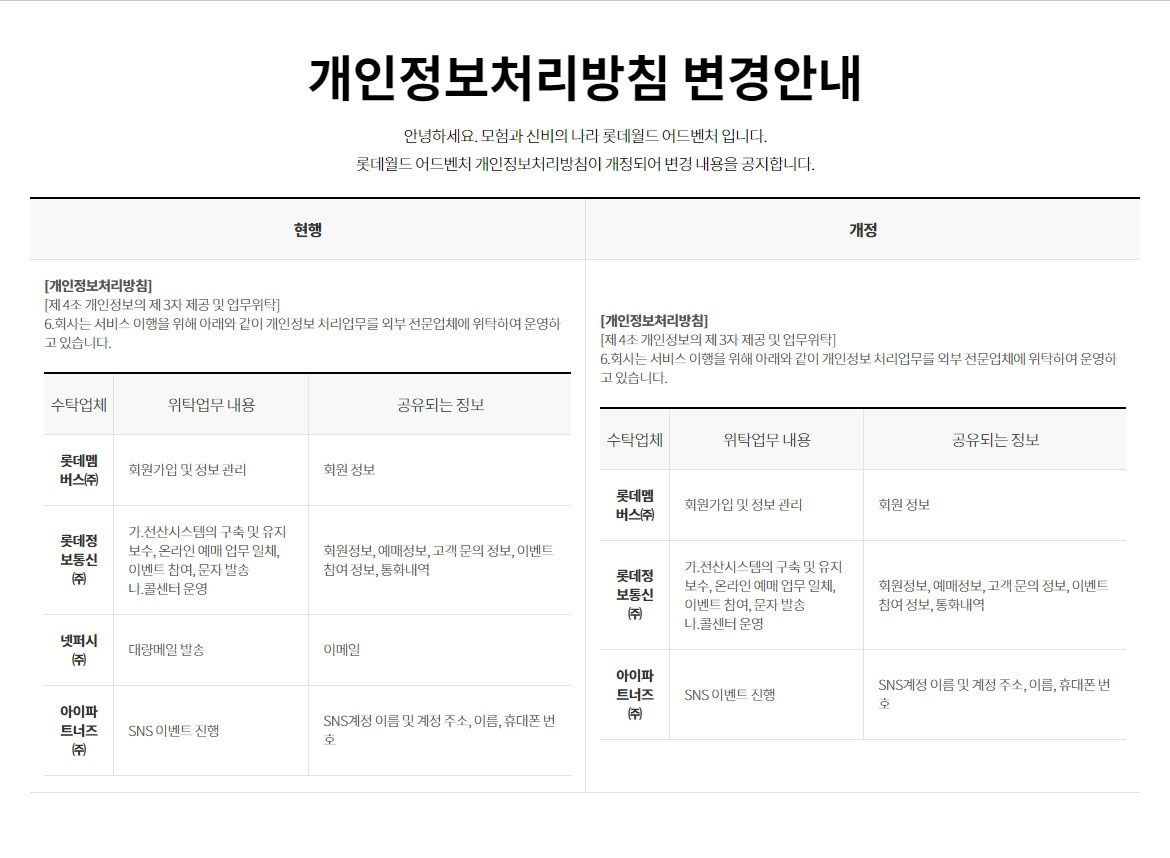 개인정보처리방침 변경안내
안녕하세요. 모험과 신비의 나라 롯데월드 어드벤처 입니다.
롯데월드 어드벤처 개인정보처리방침이 개정되어 변경 내용을 공지합니다.
현행
[개인정보처리방침]
[제 4조 개인정보의 제 3자 제공 및 업무위탁]
6.회사는 서비스 이행을 위해 아래와 같이 개인정보 처리업무를 외부 전문업체에 위탁하여 운영하
고 있습니다.
수탁업체 위탁업무 내용 공유되는 정보
롯데멤
버스㈜
회원가입 및 정보 관리
회원 정보
롯데정
보통신
㈜
가.전산시스템의 구축 및 유지
보수, 온라인 예매 업무 일체,
이벤트 참여, 문자 발송
나.콜센터 운영
회원정보, 예매정보, 고객 문의 정보, 이벤트
참여 정보, 통화내역
넷퍼시
㈜
대량메일 발송
이메일
아이파
트너즈
㈜
SNS 이벤트 진행
SNS계정 이름 및 계정 주소, 이름, 휴대폰 번
호
개정
[개인정보처리방침]
[제 4조 개인정보의 제 3자 제공 및 업무위탁]
6.회사는 서비스 이행을 위해 아래와 같이 개인정보 처리업무를 외부 전문업체에 위탁하여 운영하
고 있습니다.
수탁업체 위탁업무 내용 공유되는 정보
롯데멤
버스㈜
회원가입 및 정보 관리
회원 정보
롯데정
보통신
㈜
가.전산시스템의 구축 및 유지
보수, 온라인 예매 업무 일체,
이벤트 참여, 문자 발송
나.콜센터 운영
회원정보, 예매정보, 고객 문의 정보, 이벤트
참여 정보, 통화내역
아이파
트너즈
㈜
SNS 이벤트 진행
SNS계정 이름 및 계정 주소, 이름, 휴대폰 번
호